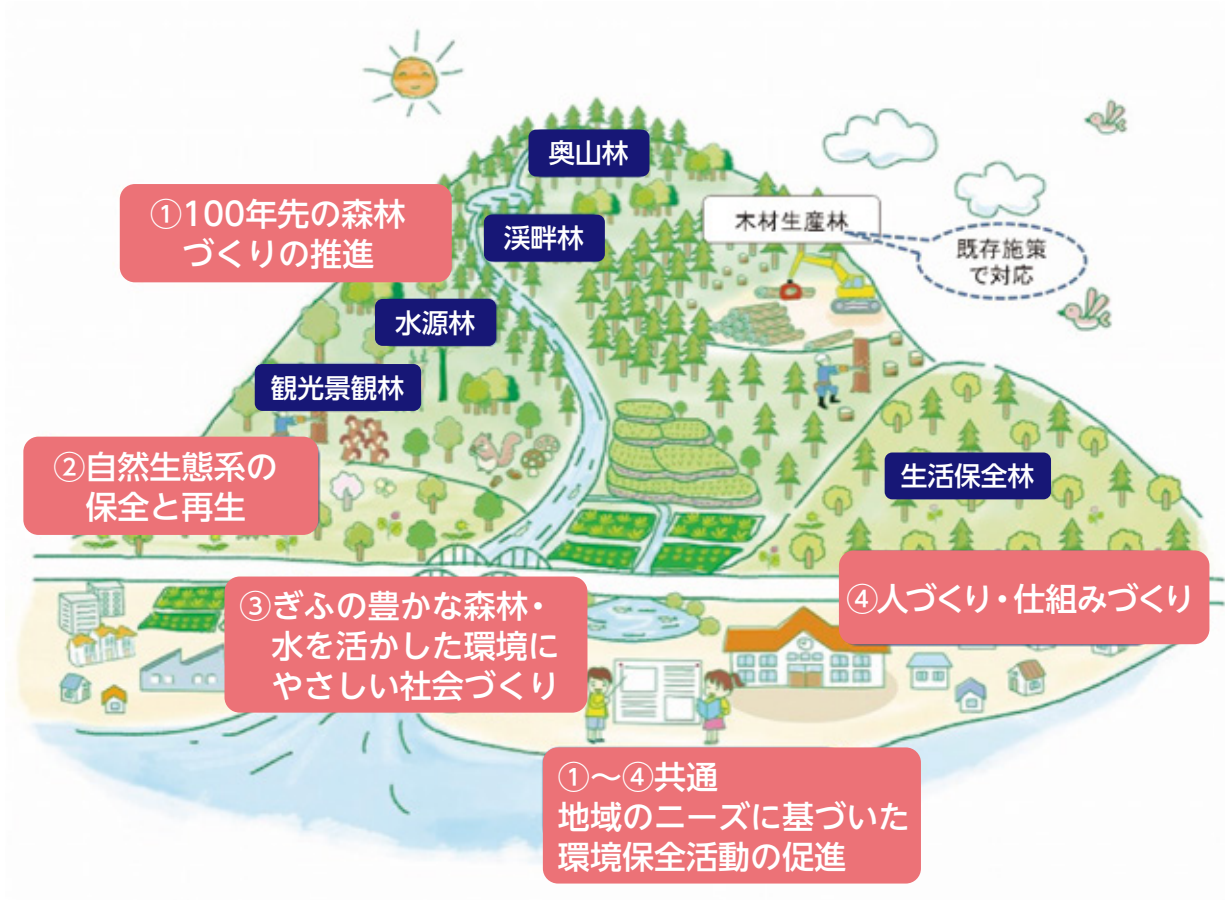 奥山林
①100年先の森林
づくりの推進
渓畔林
木材生産林
既存施策
で対応
水源林
観光景観林
②自然生態系の
保全と再生
生活保全林
③ぎふの豊かな森林・
水を活かした環境に
やさしい社会づくり
④人づくり・仕組みづくり
①～④共通
地域のニーズに基づいた
環境保全活動の促進